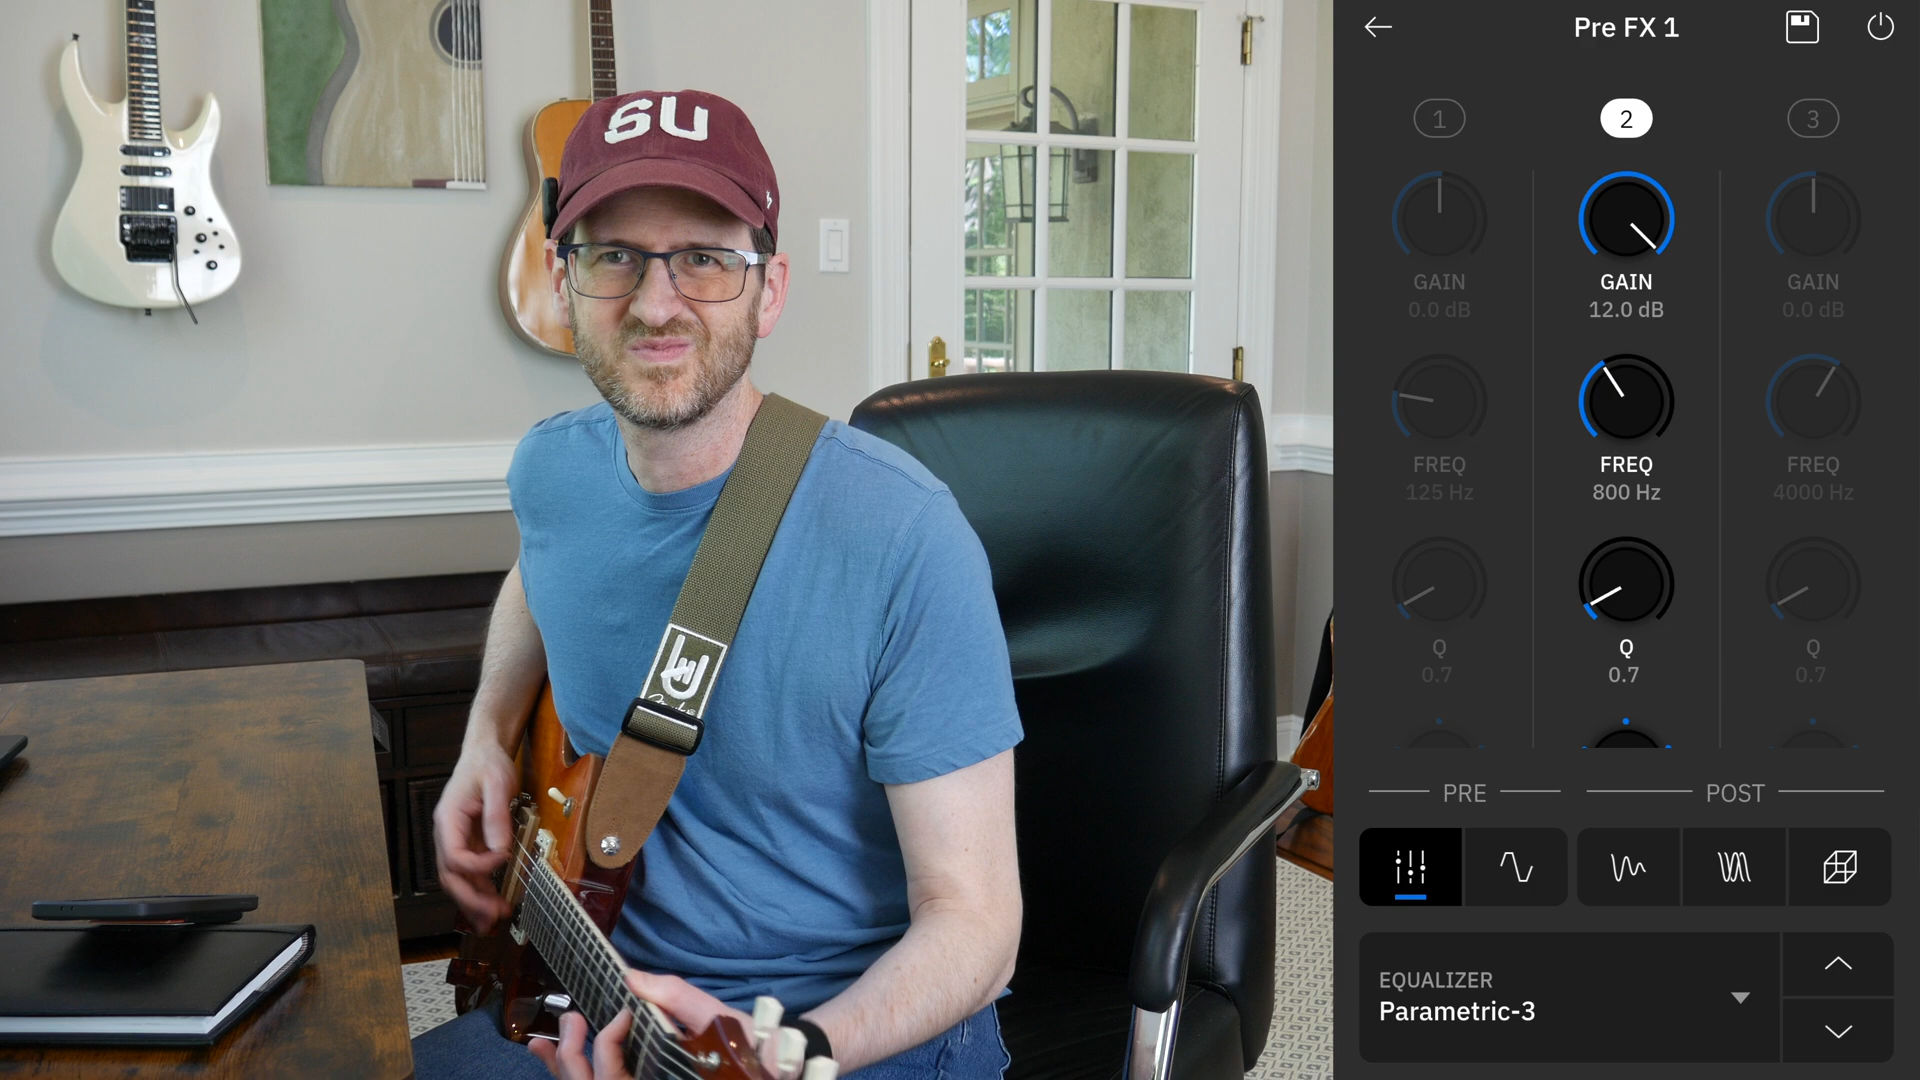 SU
Pre FX 1
1
2
3
GAIN
0.0 dB
GAIN
12.0 dB
GAIN
0.0 dB
FREQ
125 Hz
FREQ
800 Hz
FREQ
4000 Hz
Q
0.7
Q
0.7
Q
0.7
PRE
POST
EQUALIZER
Parametric-3